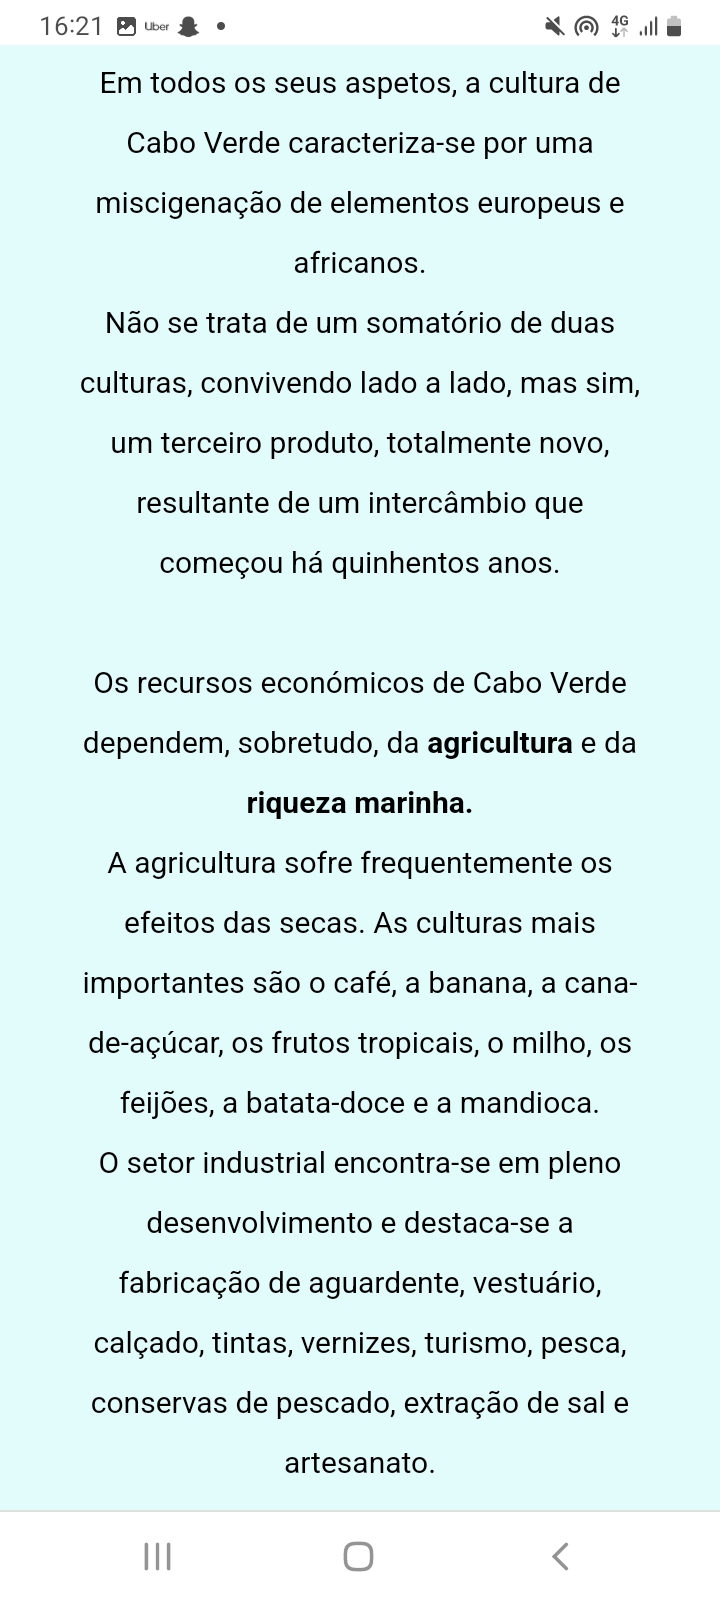 16:21 Uber 4G
Em todos os seus aspetos, a cultura de
Cabo Verde caracteriza-se por uma
miscigenação de elementos europeus e
africanos.
Não se trata de um somatório de duas
culturas, convivendo lado a lado, mas sim,
um terceiro produto, totalmente novo,
resultante de um intercâmbio que
começou há quinhentos anos.
Os recursos económicos de Cabo Verde
dependem, sobretudo, da agricultura e da
riqueza marinha.
A agricultura sofre frequentemente os
efeitos das secas. As culturas mais
importantes são o café, a banana, a cana-
de-açúcar, os frutos tropicais, o milho, os
feijões, a batata-doce e a mandioca.
O setor industrial encontra-se em pleno
desenvolvimento e destaca-se a
fabricação de aguardente, vestuário,
calçado, tintas, vernizes, turismo, pesca,
conservas de pescado, extração de sal e
artesanato.